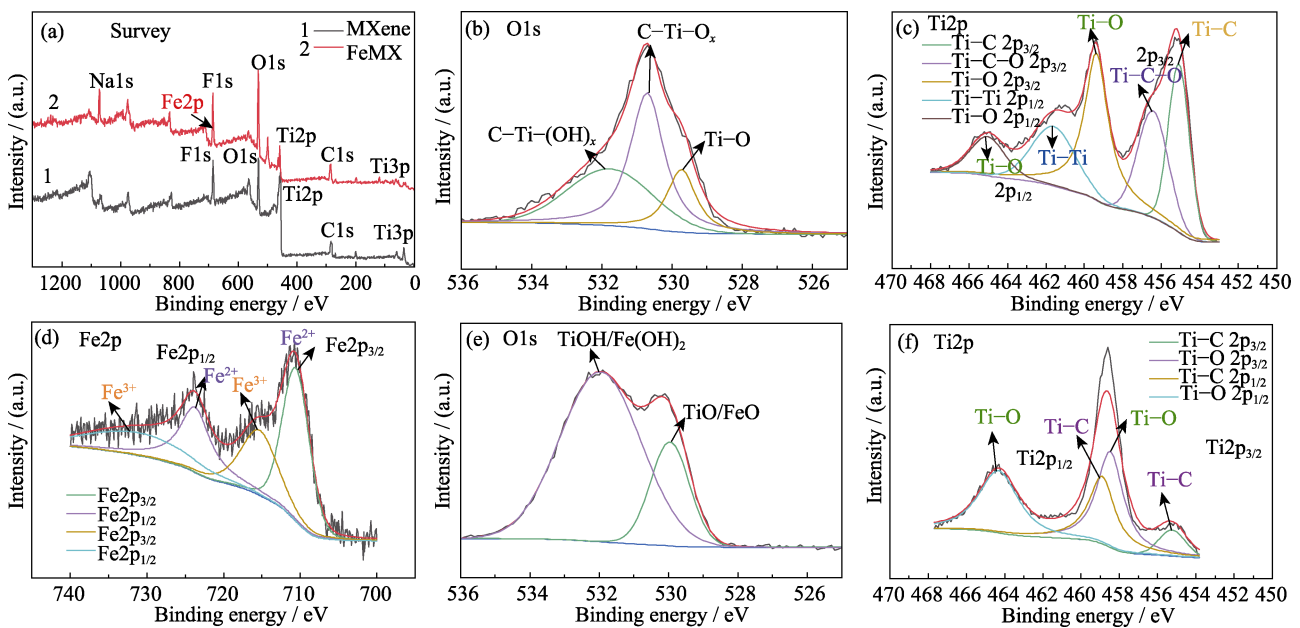 (a) Survey
1 MXene
2 FeMX
O1s
Na1s
F1s
Fe2p
2
Ti2p
C1s
Ti3p
F1s
O1s
1
Ti2p
C1s
Ti3p
1200 1000 800 600 400 200 0
Binding energy / eV
Intensity / (a.u.)
(b) O1s
C−Ti−Oₓ
C−Ti−(OH)ₓ
Ti−O
536 534 532 530 528 526
Binding energy / eV
Intensity / (a.u.)
(c) Ti2p
Ti−C 2p3/2
Ti−C−O 2p3/2
Ti−O 2p3/2
Ti−Ti 2p1/2
Ti−O 2p1/2
Ti−O
Ti−C
2p3/2
Ti−C−O
Ti−O
Ti−Ti
2p1/2
470 468 466 464 462 460 458 456 454 452 450
Binding energy / eV
Intensity / (a.u.)
(d) Fe2p
Fe2+
Fe2p3/2
Fe2p1/2
Fe2+
Fe3+
Fe3+
Fe2p3/2
Fe2p1/2
Fe2p3/2
Fe2p1/2
740 730 720 710 700
Binding energy / eV
Intensity / (a.u.)
(e) O1s
TiOH/Fe(OH)2
TiO/FeO
536 534 532 530 528 526
Binding energy / eV
Intensity / (a.u.)
(f) Ti2p
Ti−C 2p3/2
Ti−O 2p3/2
Ti−C 2p1/2
Ti−O 2p1/2
Ti−O
Ti−C
Ti−O
Ti2p1/2
Ti2p3/2
Ti−C
470 468 466 464 462 460 458 456 454 452 450
Binding energy / eV
Intensity / (a.u.)